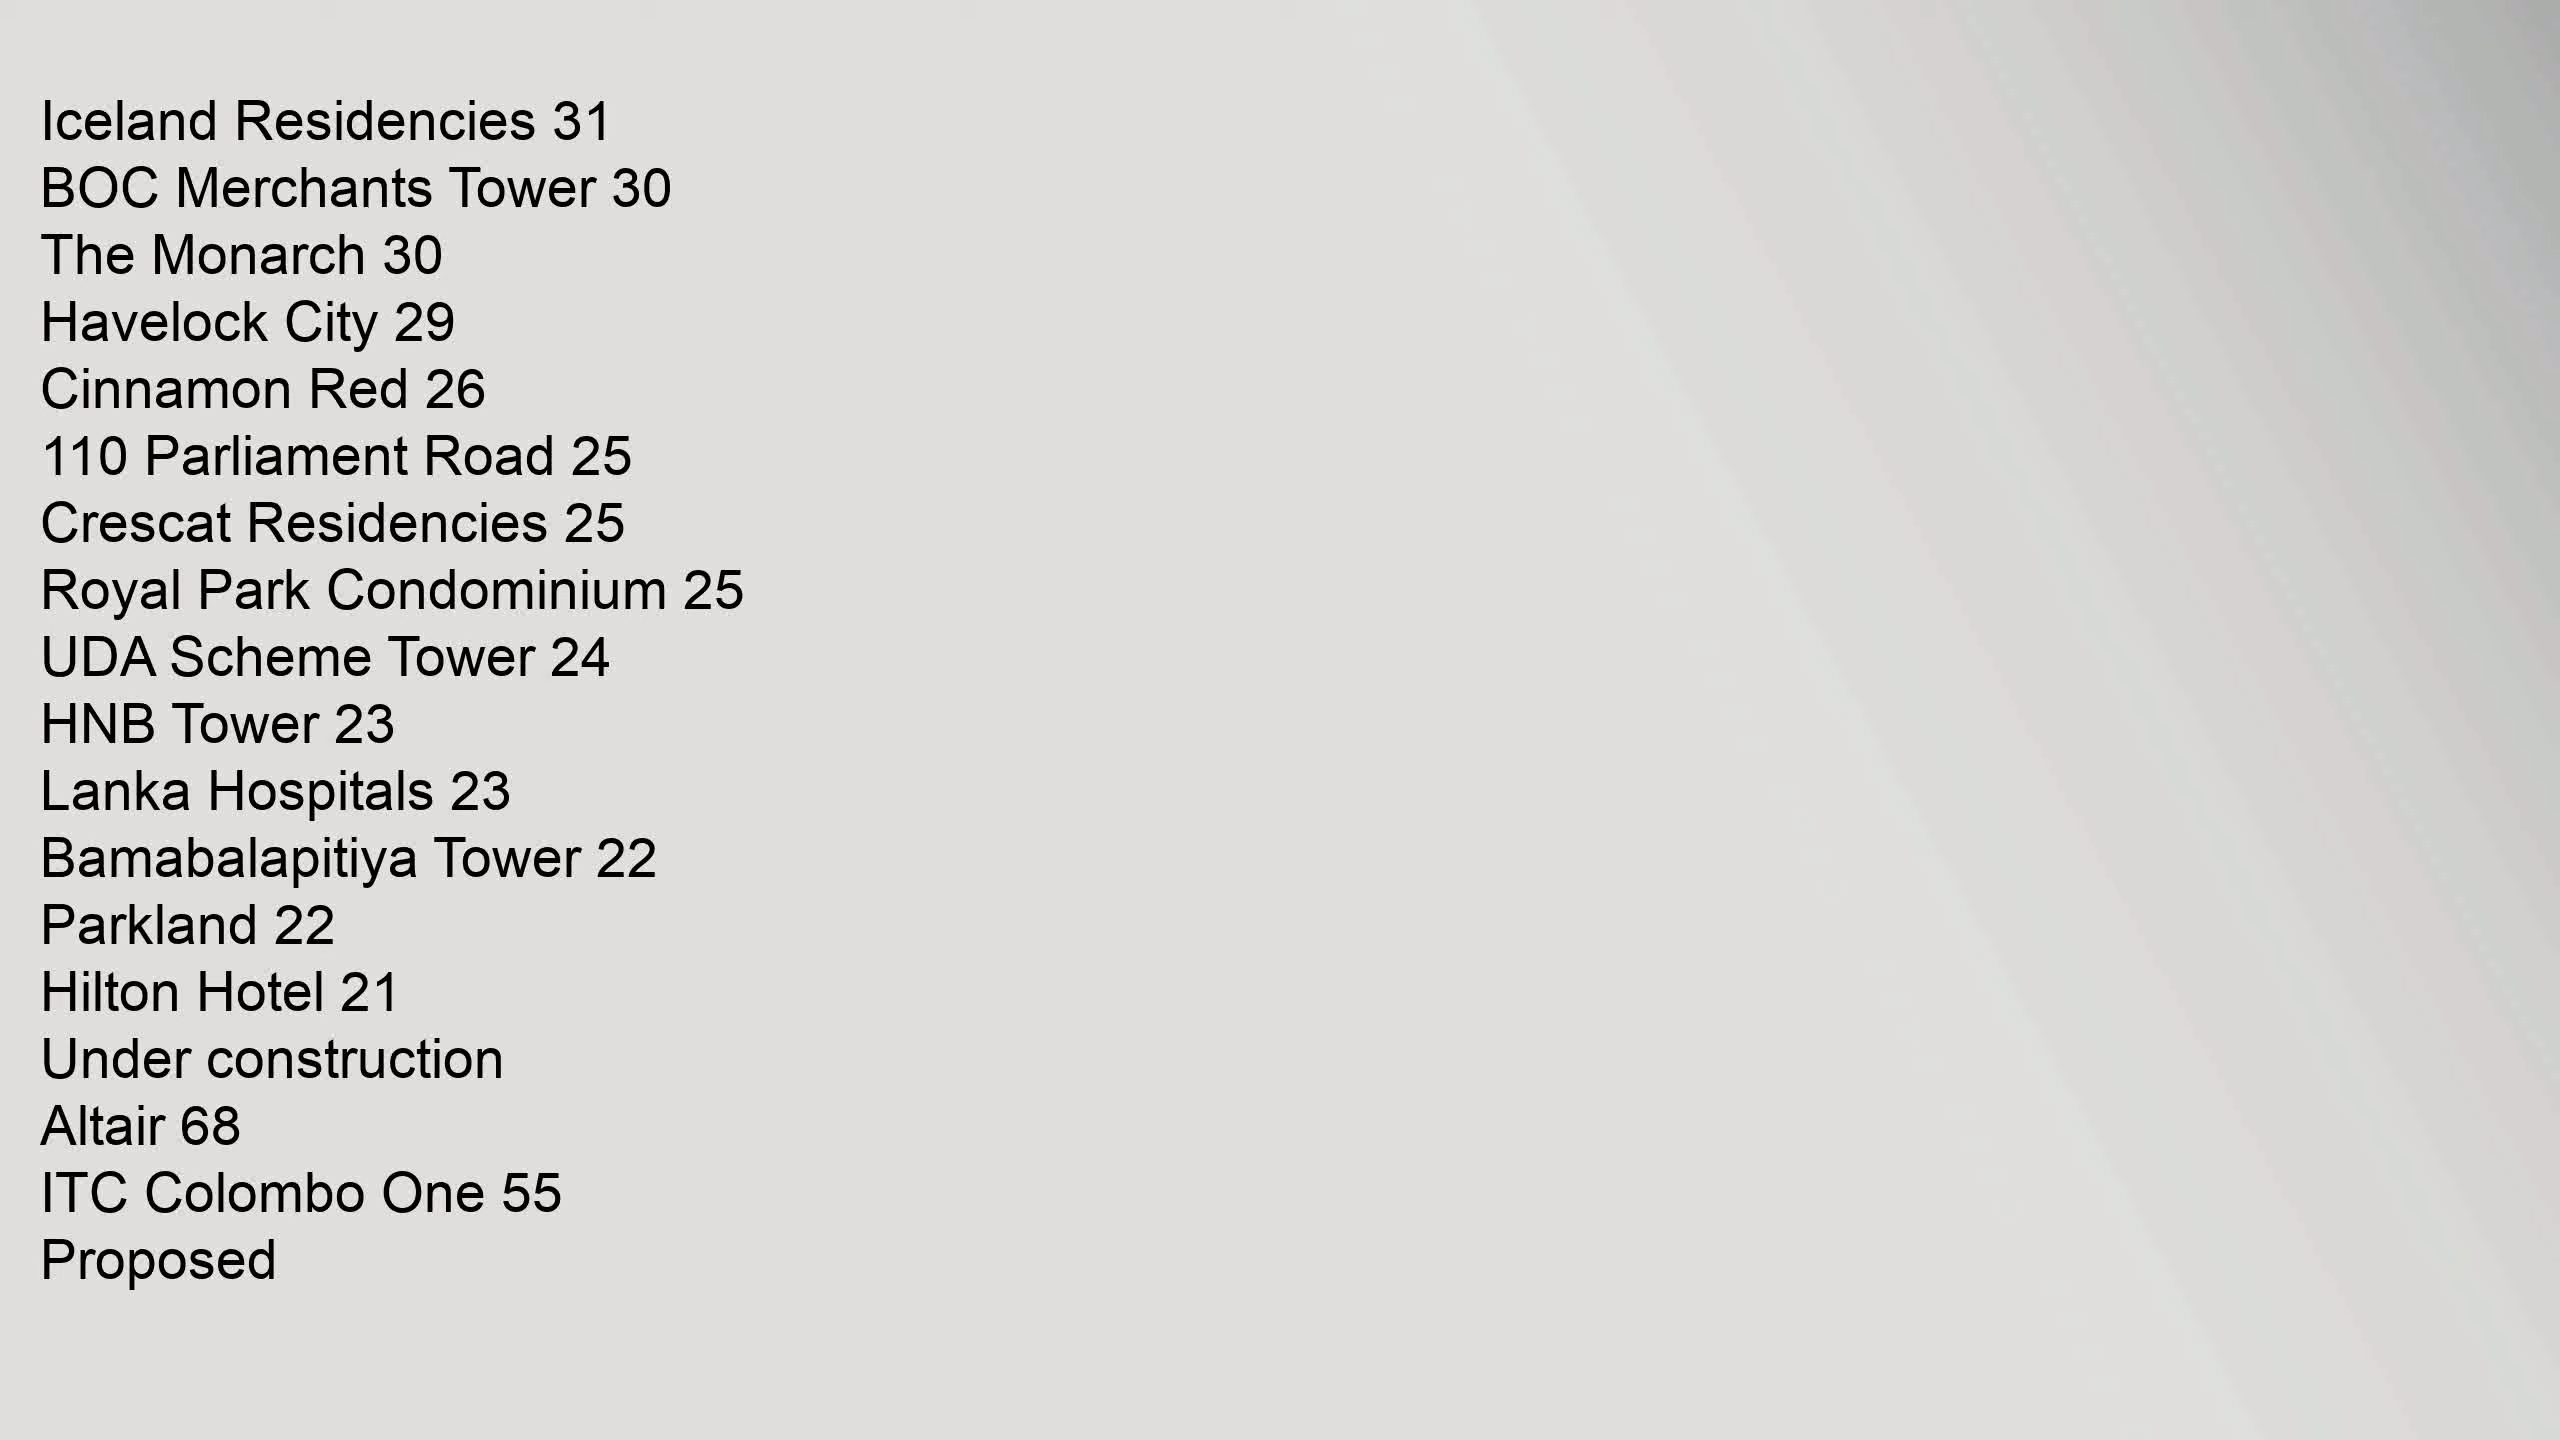 Iceland Residencies 31
BOC Merchants Tower 30
The Monarch 30
Havelock City 29
Cinnamon Red 26
110 Parliament Road 25
Crescat Residencies 25
Royal Park Condominium 25
UDA Scheme Tower 24
HNB Tower 23
Lanka Hospitals 23
Bamabalapitiya Tower 22
Parkland 22
Hilton Hotel 21
Under construction
Altair 68
ITC Colombo One 55
Proposed